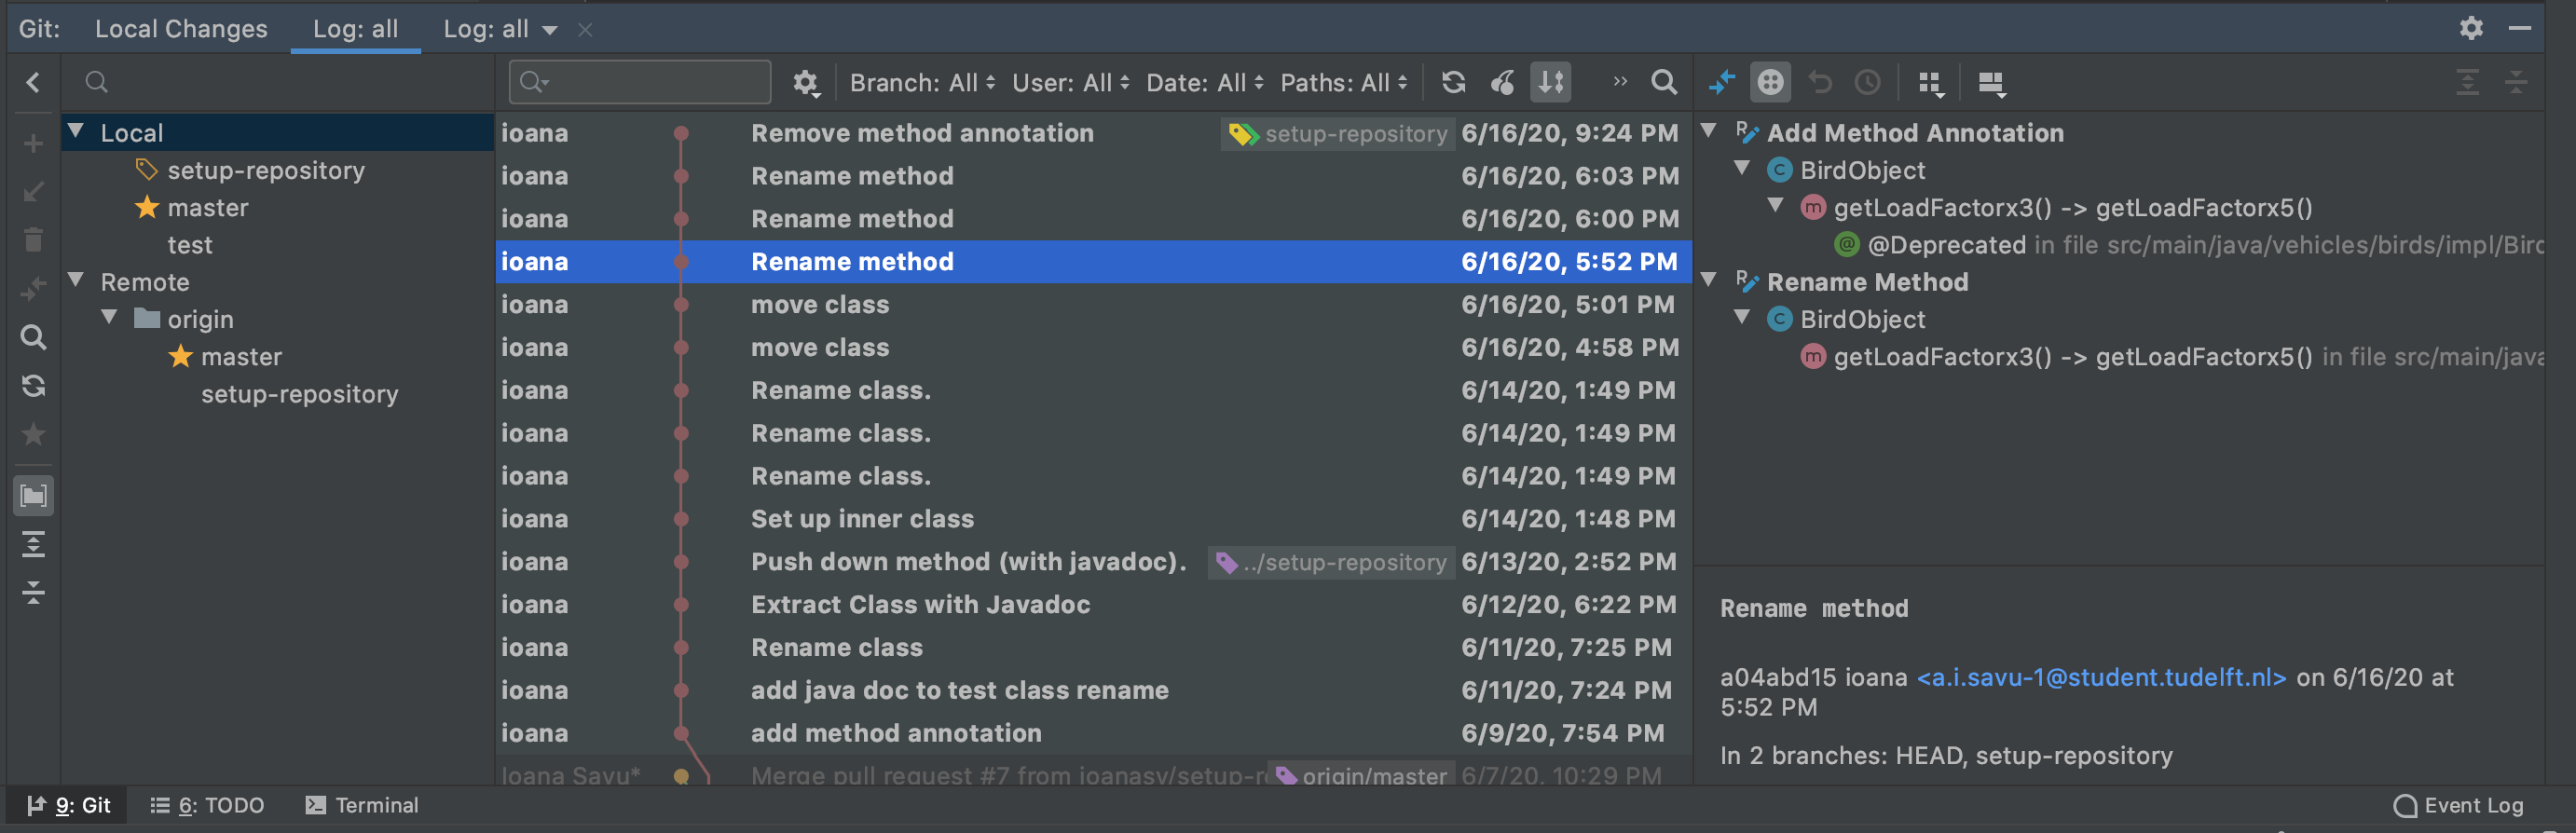 Git: Local Changes Log: all Log: all
Branch: All User: All Date: All Paths: All
Local
setup-repository
master
test
Remote
origin
master
setup-repository
ioana Remove method annotation setup-repository 6/16/20, 9:24 PM
ioana Rename method 6/16/20, 6:03 PM
ioana Rename method 6/16/20, 6:00 PM
ioana Rename method 6/16/20, 5:52 PM
ioana move class 6/16/20, 5:01 PM
ioana move class 6/16/20, 4:58 PM
ioana Rename class. 6/14/20, 1:49 PM
ioana Rename class. 6/14/20, 1:49 PM
ioana Rename class. 6/14/20, 1:49 PM
ioana Set up inner class 6/14/20, 1:48 PM
ioana Push down method (with javadoc). ../setup-repository 6/13/20, 2:52 PM
ioana Extract Class with Javadoc 6/12/20, 6:22 PM
ioana Rename class 6/11/20, 7:25 PM
ioana add java doc to test class rename 6/11/20, 7:24 PM
ioana add method annotation 6/9/20, 7:54 PM
Ioana Savu* Merge pull request #7 from ioanasv/setup-r origin/master 6/7/20, 10:29 PM
Add Method Annotation
BirdObject
getLoadFactorx3() -> getLoadFactorx5()
@Deprecated in file src/main/java/vehicles/birds/impl/Bird
Rename Method
BirdObject
getLoadFactorx3() -> getLoadFactorx5() in file src/main/java
Rename method
a04abd15 ioana <a.i.savu-1@student.tudelft.nl> on 6/16/20 at
5:52 PM
In 2 branches: HEAD, setup-repository
9: Git 6: TODO Terminal Event Log